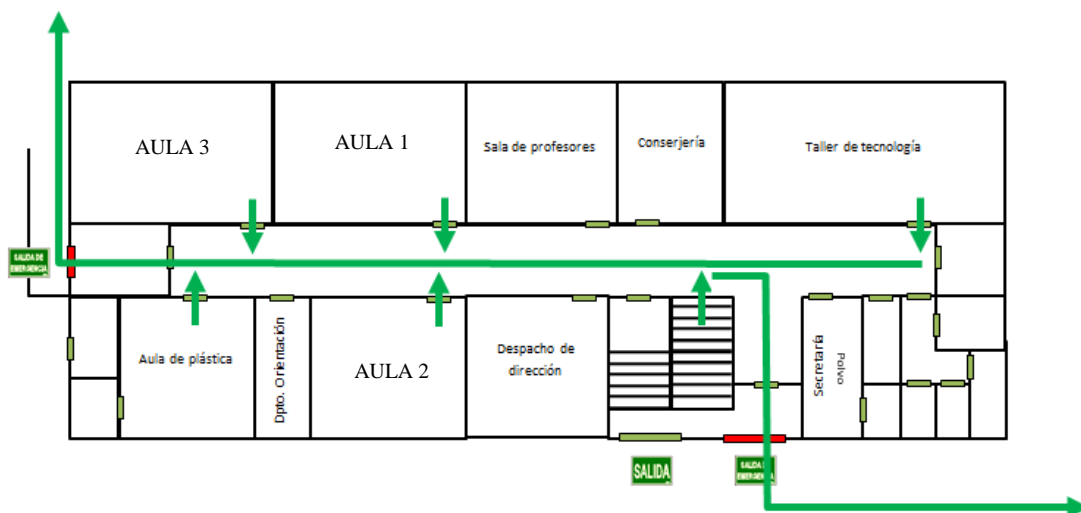 AULA 3
AULA 1
Sala de profesores
Conserjería
Taller de tecnología
SALIDA DE
EMERGENCIA
Aula de plástica
Dpto. Orientación
AULA 2
Despacho de
dirección
Secretaría
Polvo
SALIDA
SALIDA DE
EMERGENCIA